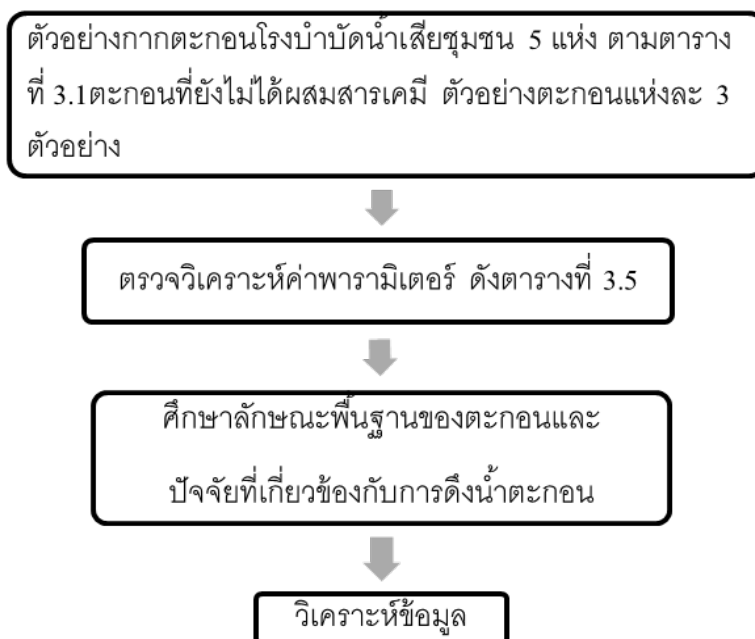 ตัวอย่างกากตะกอนโรงบำบัดน้ำเสียชุมชน 5 แห่ง ตามตาราง
ที่ 3.1ตะกอนที่ยังไม่ได้ผสมสารเคมี ตัวอย่างตะกอนแห่งละ 3
ตัวอย่าง
ตรวจวิเคราะห์ค่าพารามิเตอร์ ดังตารางที่ 3.5
ศึกษาลักษณะพื้นฐานของตะกอนและ
ปัจจัยที่เกี่ยวข้องกับการดึงน้ำตะกอน
วิเคราะห์ข้อมูล